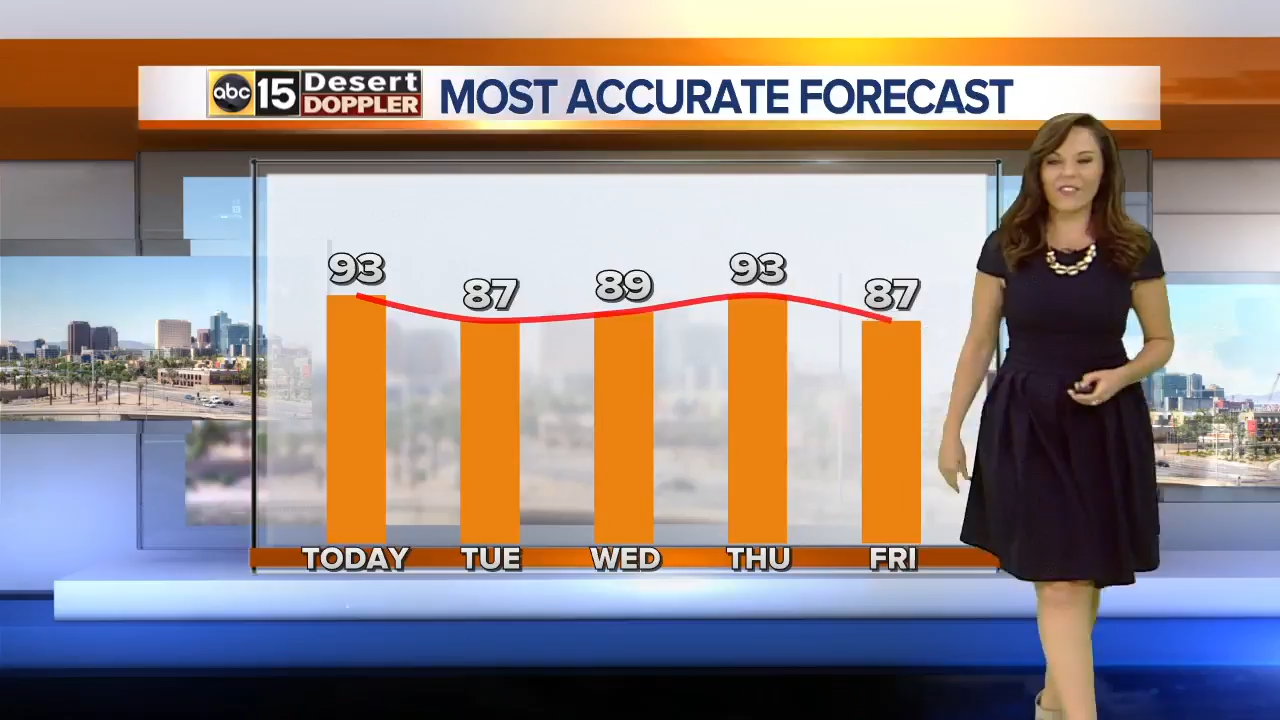 abc 15 Desert DOPPLER MOST ACCURATE FORECAST
93 87 89 93 87
TODAY TUE WED THU FRI